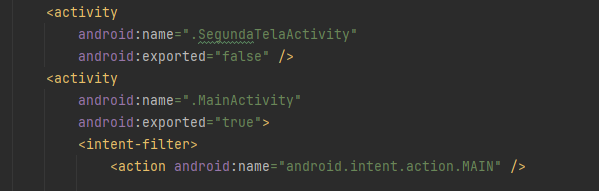 <activity
android:name=".SegundaTelaActivity"
android:exported="false" />
<activity
android:name=".MainActivity"
android:exported="true">
<intent-filter>
<action android:name="android.intent.action.MAIN" />